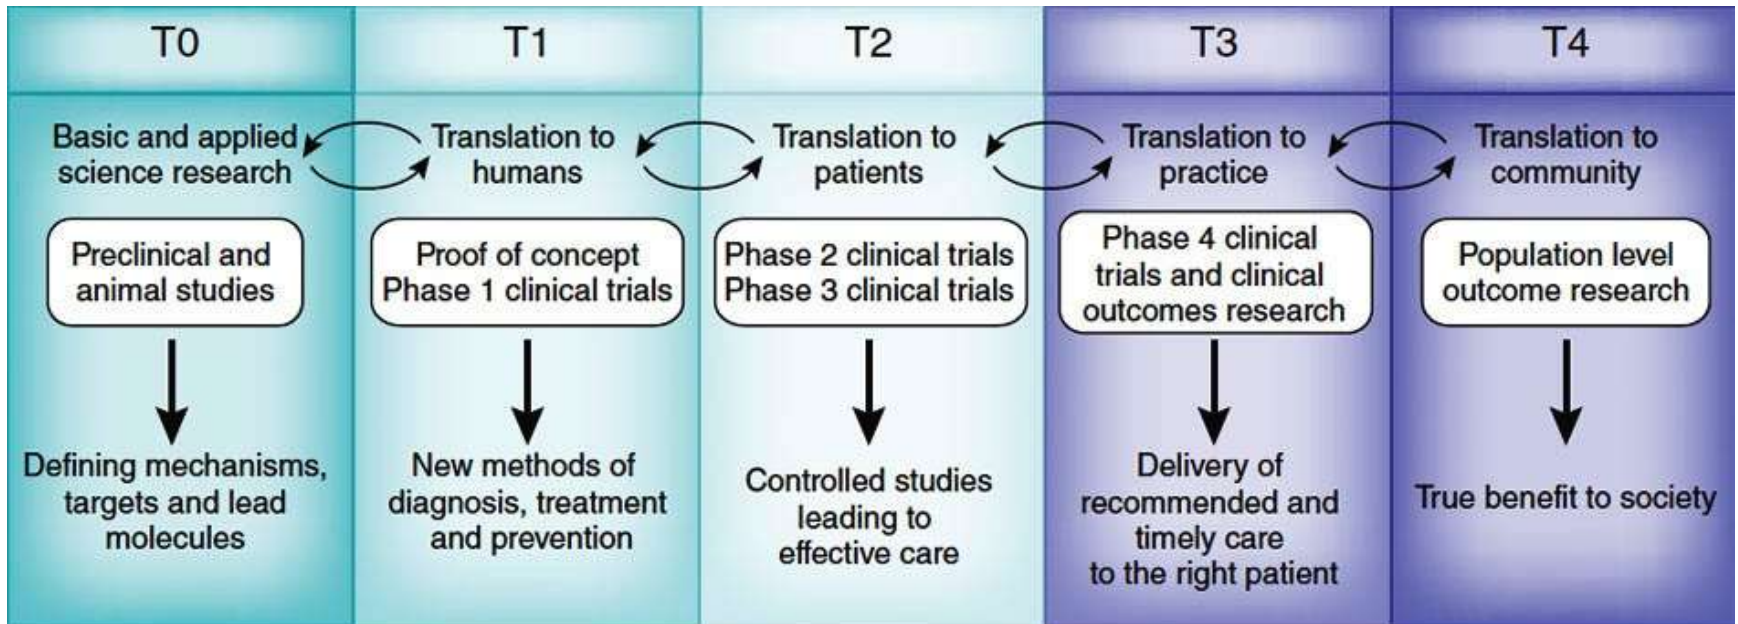 T0
Basic and applied
science research
Preclinical and
animal studies
Defining mechanisms,
targets and lead
molecules
T1
Translation to
humans
Proof of concept
Phase 1 clinical trials
New methods of
diagnosis, treatment
and prevention
T2
Translation to
patients
Phase 2 clinical trials
Phase 3 clinical trials
Controlled studies
leading to
effective care
T3
Translation to
practice
Phase 4 clinical
trials and clinical
outcomes research
Delivery of
recommended and
timely care
to the right patient
T4
Translation to
community
Population level
outcome research
True benefit to society